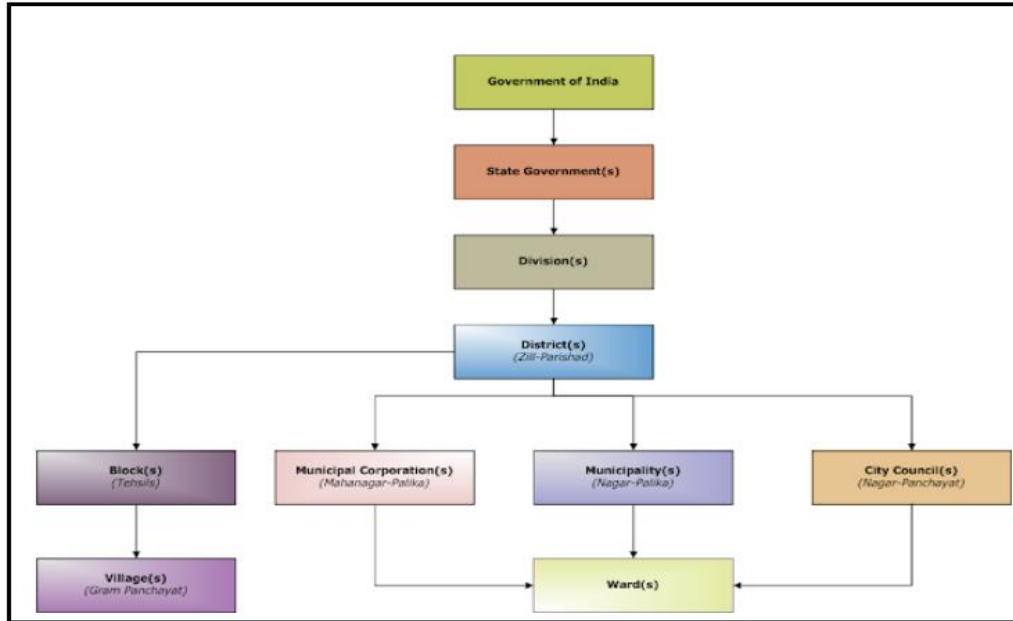 Government of India
State Government(s)
Division(s)
District(s)
(Zill-Parishad)
Block(s)
(Tehsils)
Municipal Corporation(s)
(Mahanagar-Palika)
Municipality(s)
(Nagar-Palika)
City Council(s)
(Nagar-Panchayat)
Village(s)
(Gram Panchayat)
Ward(s)